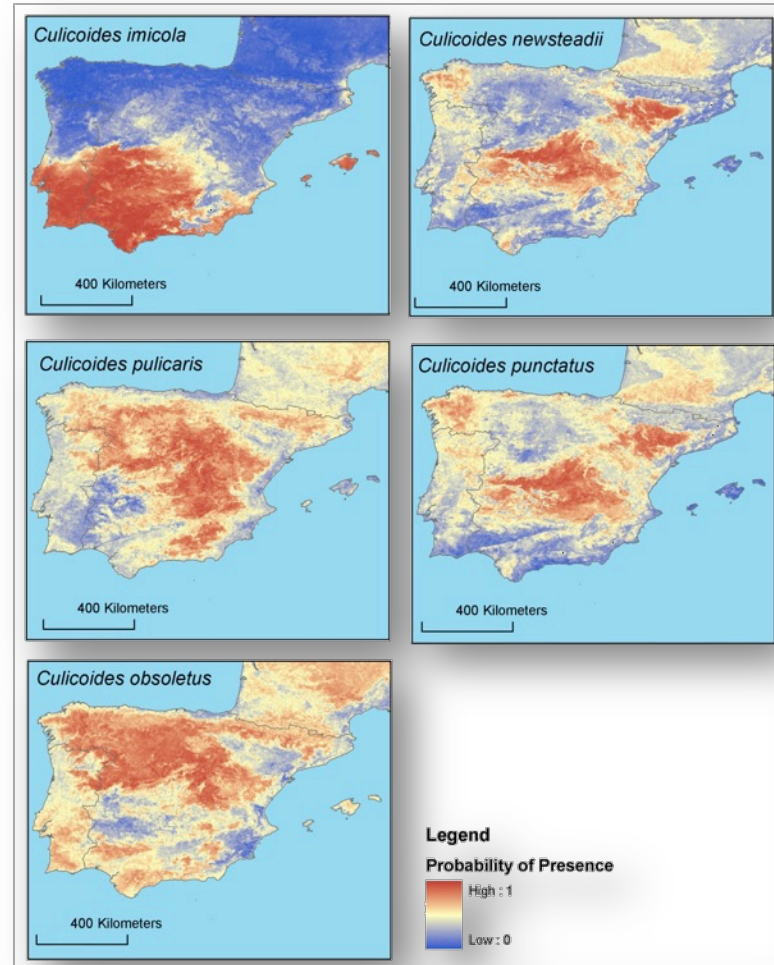 Culicoides imicola
400 Kilometers
Culicoides newsteadii
400 Kilometers
Culicoides pulicaris
400 Kilometers
Culicoides punctatus
400 Kilometers
Culicoides obsoletus
400 Kilometers
Legend
Probability of Presence
High : 1
Low : 0